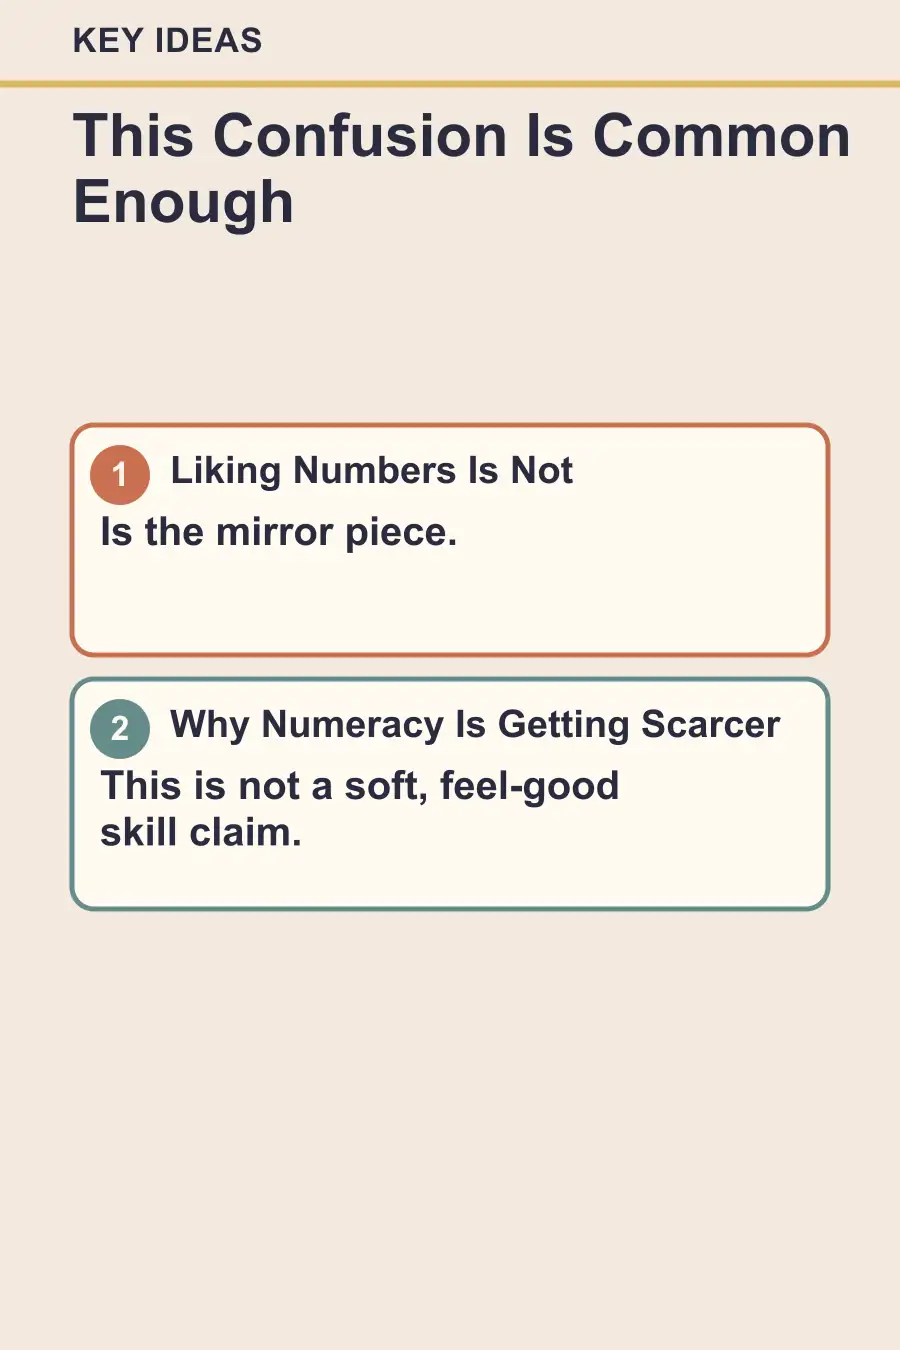 KEY IDEAS
This Confusion Is Common
Enough
1 Liking Numbers Is Not
Is the mirror piece.
2 Why Numeracy Is Getting Scarcer
This is not a soft, feel-good
skill claim.